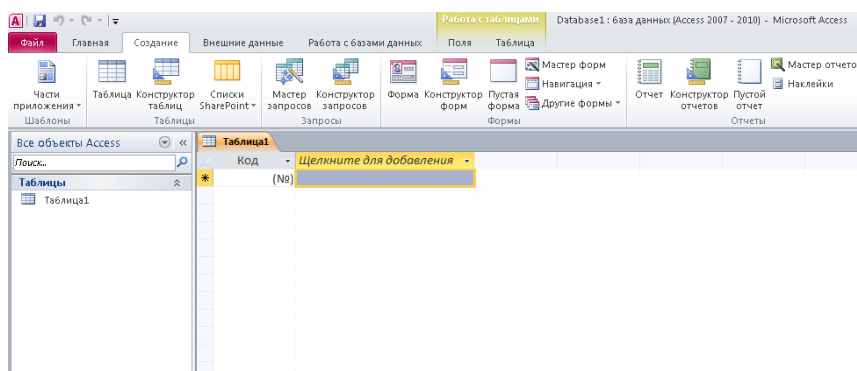 Работа с таблицами
Database1 : база данных (Access 2007 - 2010) - Microsoft Access
Файл Главная Создание Внешние данные Работа с базами данных Поля Таблица
Части приложения
Таблица
Конструктор таблиц
Списки SharePoint
Мастер запросов
Конструктор запросов
Форма
Конструктор форм
Пустая форма
Мастер форм
Навигация
Другие формы
Отчет
Конструктор отчетов
Пустой отчет
Мастер отчето
Наклейки
Шаблоны Таблицы Запросы Формы Отчеты
Все объекты Access
Поиск...
Таблицы
Таблица1
Таблица1
Код Щелкните для добавления
* (№)